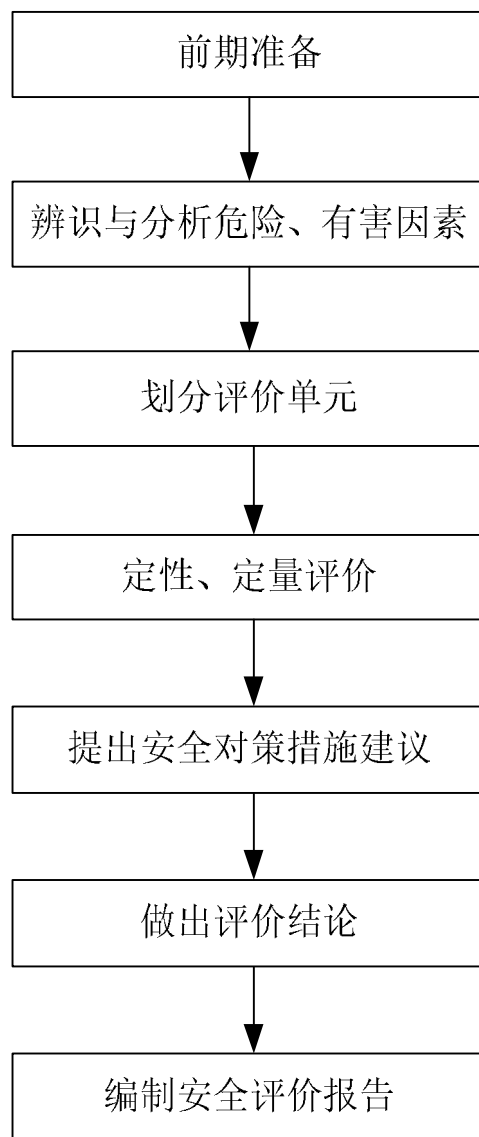 前期准备
辨识与分析危险、有害因素
划分评价单元
定性、定量评价
提出安全对策措施建议
做出评价结论
编制安全评价报告